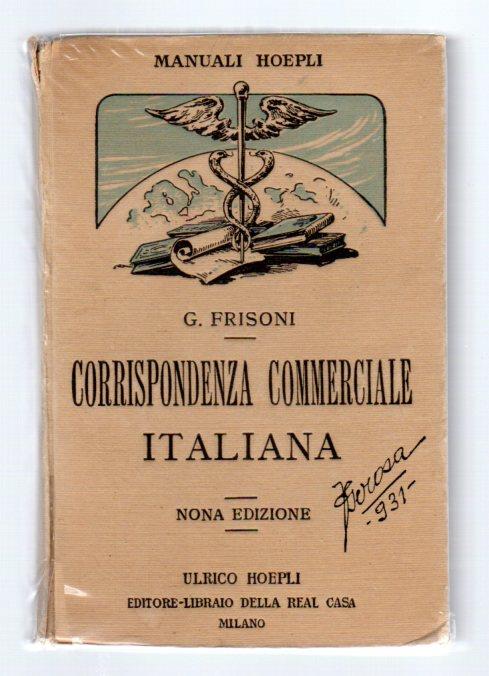 MANUALI HOEPLI
G. FRISONI
CORRISPONDENZA COMMERCIALE
ITALIANA
NONA EDIZIONE
-931-
ULRICO HOEPLI
EDITORE-LIBRAIO DELLA REAL CASA
MILANO